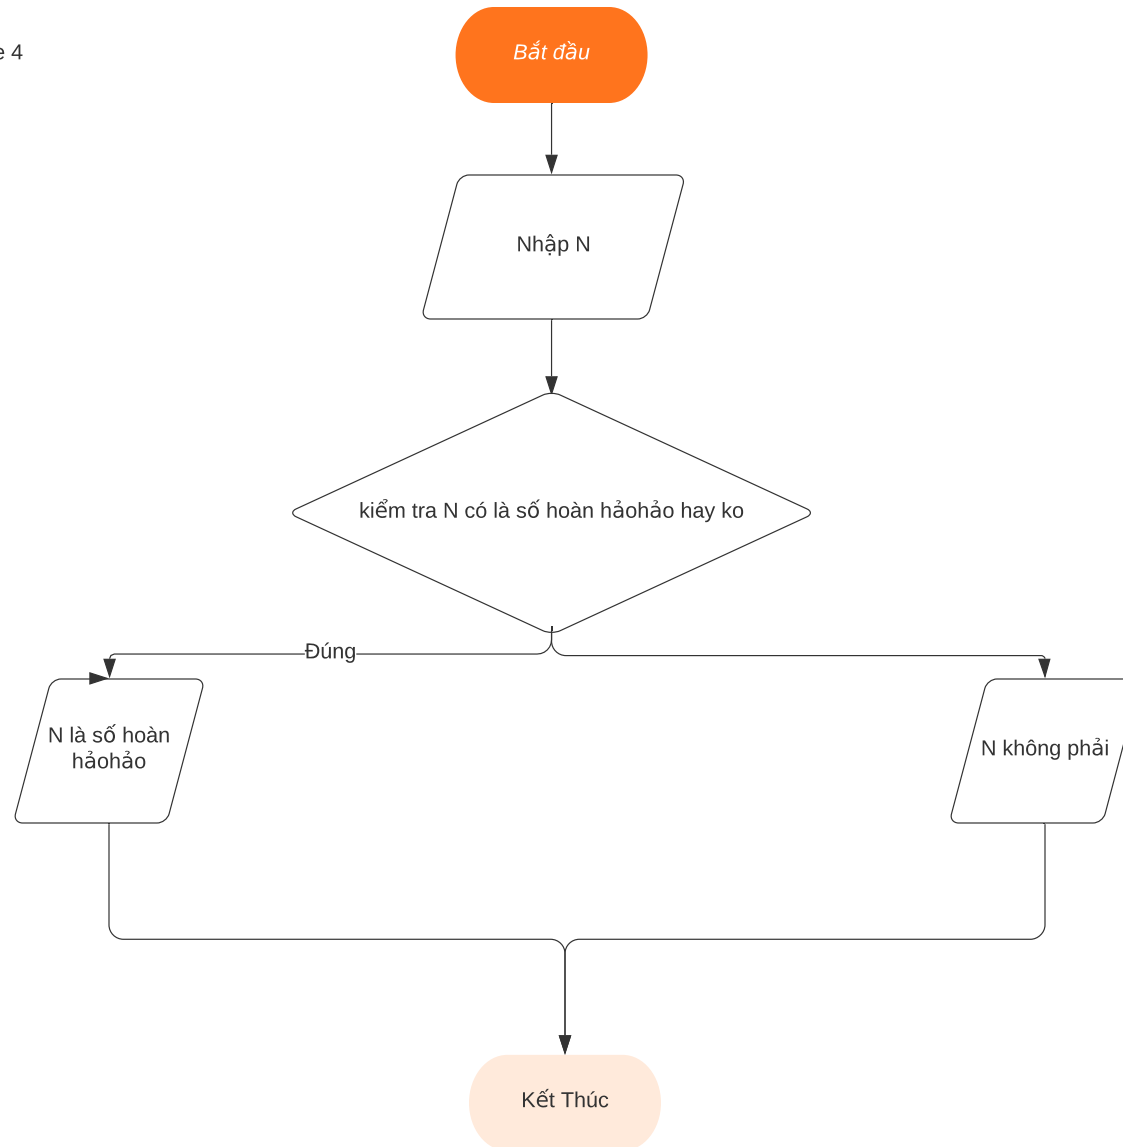 e 4
Bắt đầu
Nhập N
kiểm tra N có là số hoàn hảohảo hay ko
Đúng
N là số hoàn
hảohảo
N không phải
Kết Thúc